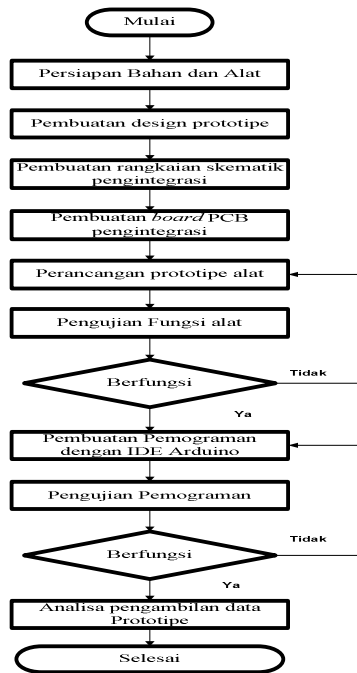 Mulai
Persiapan Bahan dan Alat
Pembuatan design prototipe
Pembuatan rangkaian skematik
pengintegrasi
Pembuatan board PCB
pengintegrasi
Perancangan prototipe alat
Pengujian Fungsi alat
Berfungsi
Tidak
Ya
Pembuatan Pemograman
dengan IDE Arduino
Pengujian Pemograman
Berfungsi
Tidak
Ya
Analisa pengambilan data
Prototipe
Selesai